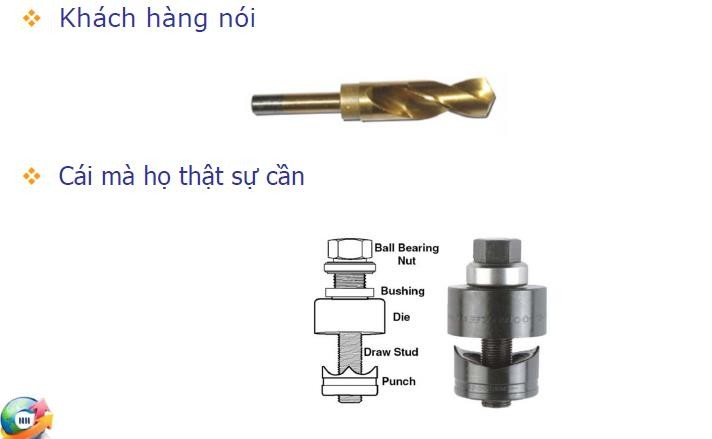 Khách hàng nói
Cái mà họ thật sự cần
Ball Bearing
Nut
Bushing
Die
Draw Stud
Punch